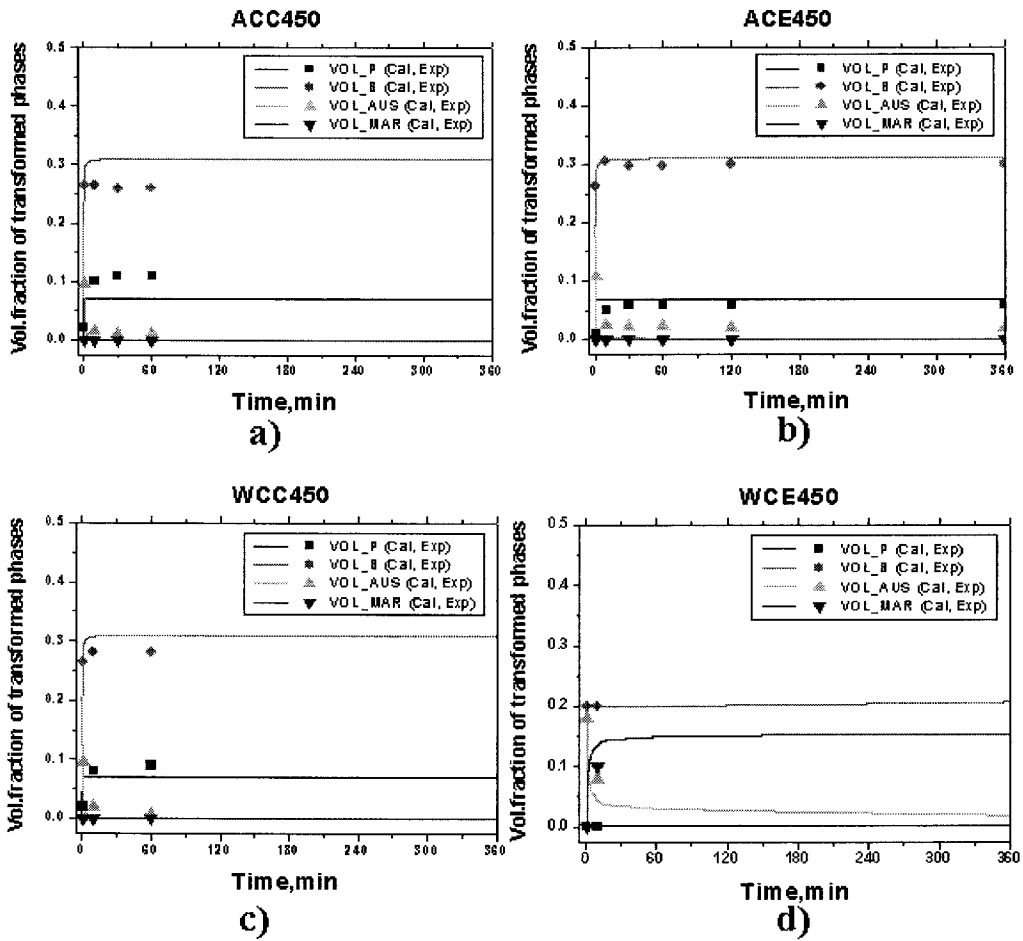 ACC450
Vol.fraction of transformed phases
0.5
0.4
0.3
0.2
0.1
0.0
VOL_P (Cal, Exp)
VOL_B (Cal, Exp)
VOL_AUS (Cal, Exp)
VOL_MAR (Cal, Exp)
0 60 120 180 240 300 360
Time,min
a)
ACE450
Vol.fraction of transformed phases
0.5
0.4
0.3
0.2
0.1
0.0
VOL_P (Cal, Exp)
VOL_B (Cal, Exp)
VOL_AUS (Cal, Exp)
VOL_MAR (Cal, Exp)
0 60 120 180 240 300 360
Time,min
b)
WCC450
Vol.fraction of transformed phases
0.5
0.4
0.3
0.2
0.1
0.0
VOL_P (Cal, Exp)
VOL_B (Cal, Exp)
VOL_AUS (Cal, Exp)
VOL_MAR (Cal, Exp)
0 60 120 180 240 300 360
Time,min
c)
WCE450
Vol.fraction of transformed phases
0.5
0.4
0.3
0.2
0.1
0.0
VOL_P (Cal, Exp)
VOL_B (Cal, Exp)
VOL_AUS (Cal, Exp)
VOL_MAR (Cal, Exp)
0 60 120 180 240 300 360
Time,min
d)